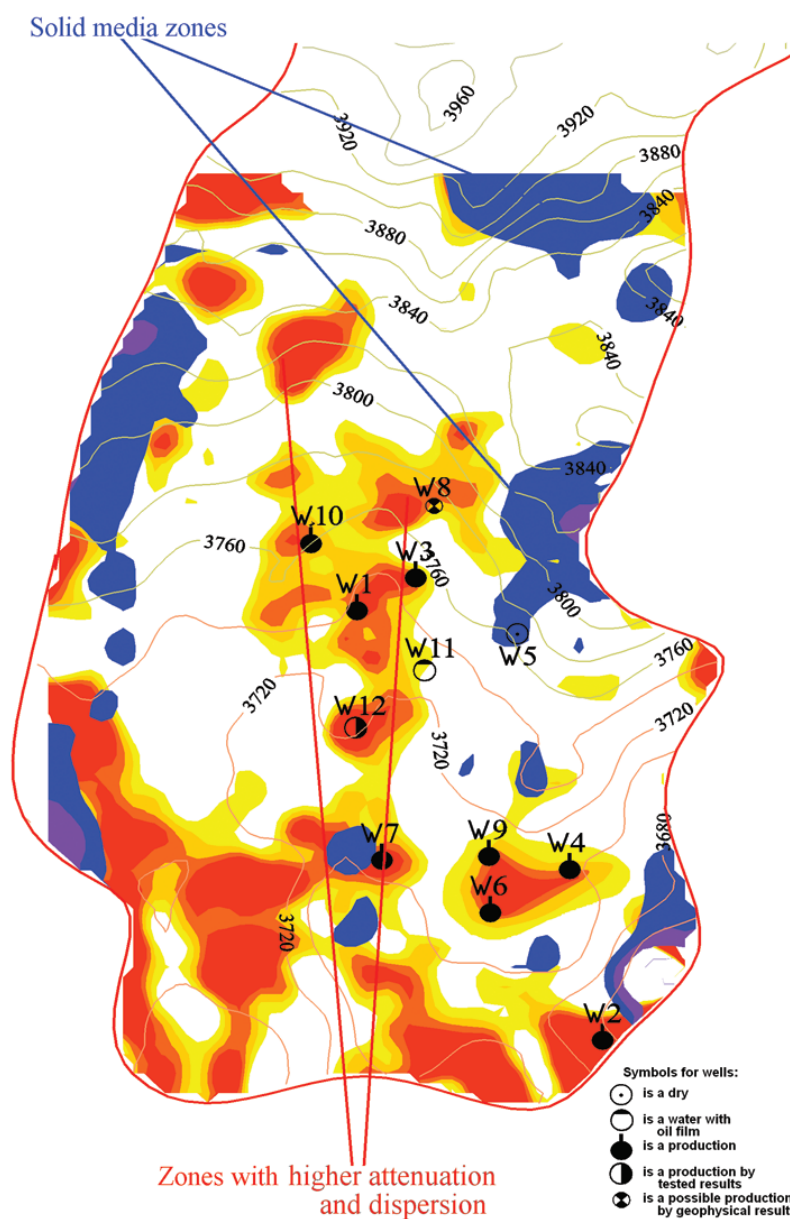 Solid media zones
3960
3920
3920
3880
3840
3880
3840
3840
3840
3800
3840
W8
W10
3760
W3
3760
W1
3800
W11
W5
3760
3720
W12
3720
3720
3680
W7
W9
W4
W6
3720
W2
Symbols for wells:
is a dry
is a water with
oil film
is a production
is a production by
tested results
is a possible production
by geophysical result
Zones with higher attenuation
and dispersion